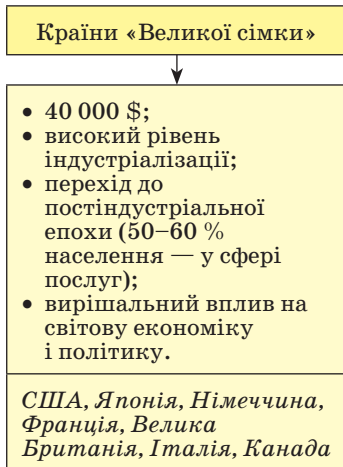 Країни «Великої сімки»
• 40 000 $;
• високий рівень
індустріалізації;
• перехід до
постіндустріальної
епохи (50–60 %
населення — у сфері
послуг);
• вирішальний вплив на
світову економіку
і політику.
США, Японія, Німеччина,
Франція, Велика
Британія, Італія, Канада